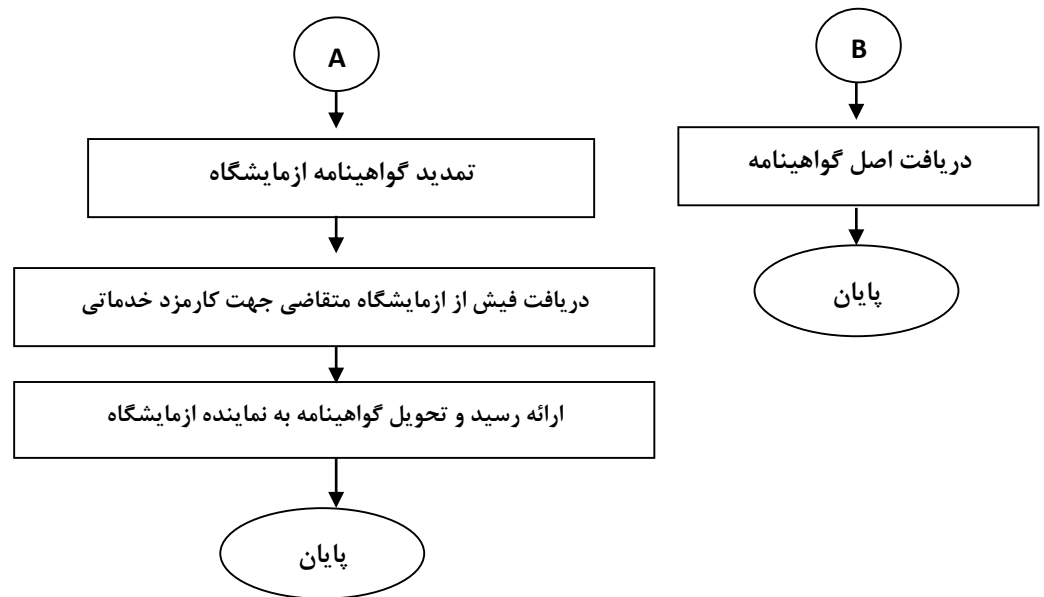 A
تمدید گواهینامه ازمایشگاه
دریافت فیش از ازمایشگاه متقاضی جهت کارمزد خدماتی
ارائه رسید و تحویل گواهینامه به نماینده ازمایشگاه
پایان
B
دریافت اصل گواهینامه
پایان